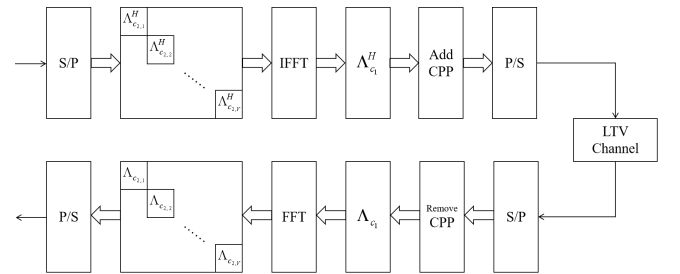 S/P
Λ^H_{c_{2,1}}
Λ^H_{c_{2,2}}
Λ^H_{c_{2,V}}
IFFT
Λ^H_{c_1}
Add
CPP
P/S
LTV
Channel
P/S
Λ_{c_{2,1}}
Λ_{c_{2,2}}
Λ_{c_{2,V}}
FFT
Λ_{c_1}
Remove
CPP
S/P